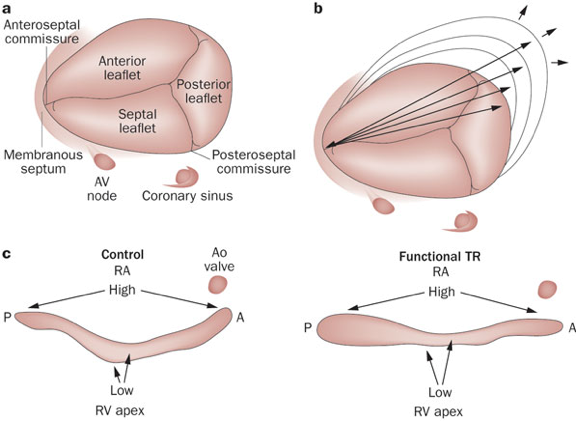 a
Anteroseptal
commissure
Anterior
leaflet
Posterior
leaflet
Septal
leaflet
Membranous
septum
AV
node
Coronary sinus
Posteroseptal
commissure
b
c
Control
RA
High
Ao
valve
P
A
Low
RV apex
Functional TR
RA
High
P
A
Low
RV apex